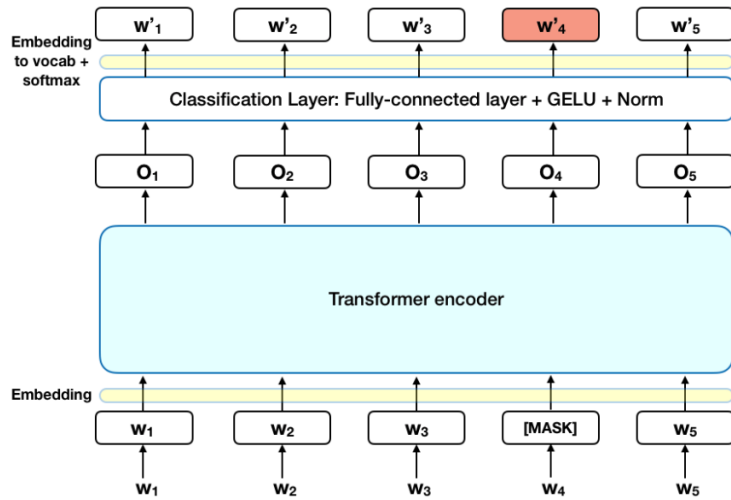 w'₁ w'₂ w'₃ w'₄ w'₅
Embedding
to vocab +
softmax
Classification Layer: Fully-connected layer + GELU + Norm
O₁ O₂ O₃ O₄ O₅
Transformer encoder
Embedding
w₁ w₂ w₃ [MASK] w₅
w₁ w₂ w₃ w₄ w₅